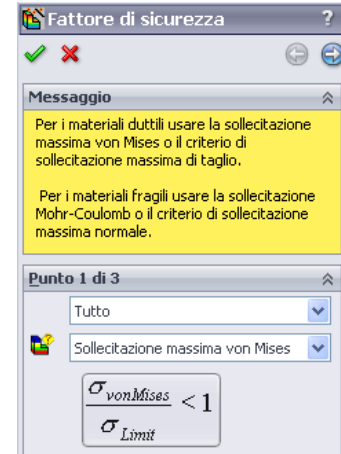 Fattore di sicurezza ?
Messaggio
Per i materiali duttili usare la sollecitazione
massima von Mises o il criterio di
sollecitazione massima di taglio.
Per i materiali fragili usare la sollecitazione
Mohr-Coulomb o il criterio di sollecitazione
massima normale.
Punto 1 di 3
Tutto
Sollecitazione massima von Mises
σ vonMises
< 1
σ Limit